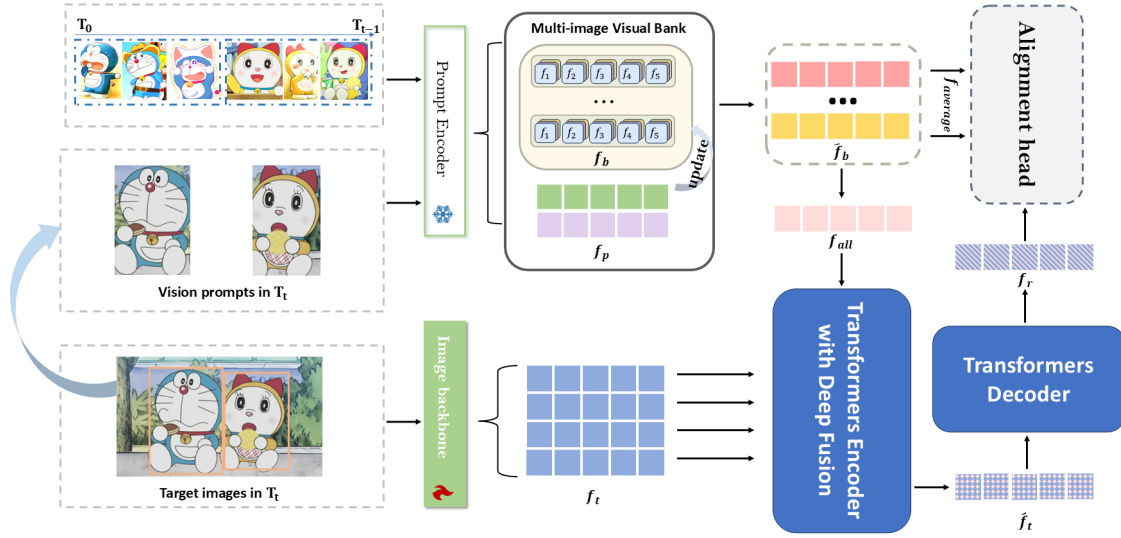 T0 Tt−1
Prompt Encoder
Multi-image Visual Bank
f1 f2 f3 f4 f5
...
f1 f2 f3 f4 f5
fb
update
fp
f́b
faverage
Alignment head
fall
Vision prompts in Tt
Target images in Tt
Image backbone
ft
Transformers Encoder
with Deep Fusion
fr
Transformers
Decoder
f́t